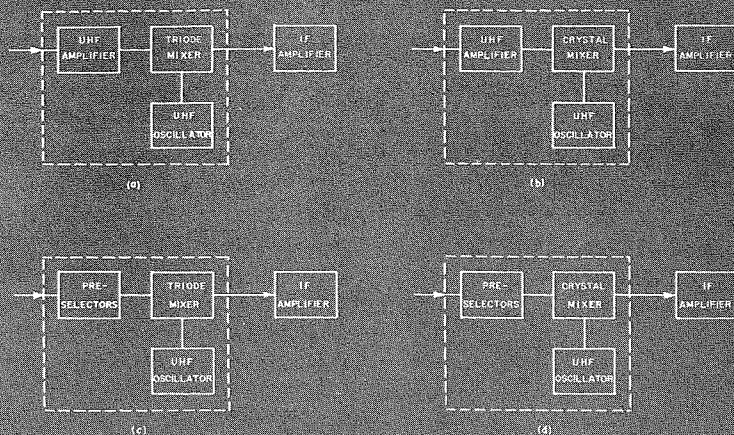 UHF
AMPLIFIER
TRIODE
MIXER
IF
AMPLIFIER
UHF
OSCILLATOR
(a)
UHF
AMPLIFIER
CRYSTAL
MIXER
IF
AMPLIFIER
UHF
OSCILLATOR
(b)
PRE-
SELECTORS
TRIODE
MIXER
IF
AMPLIFIER
UHF
OSCILLATOR
(c)
PRE-
SELECTORS
CRYSTAL
MIXER
IF
AMPLIFIER
UHF
OSCILLATOR
(d)